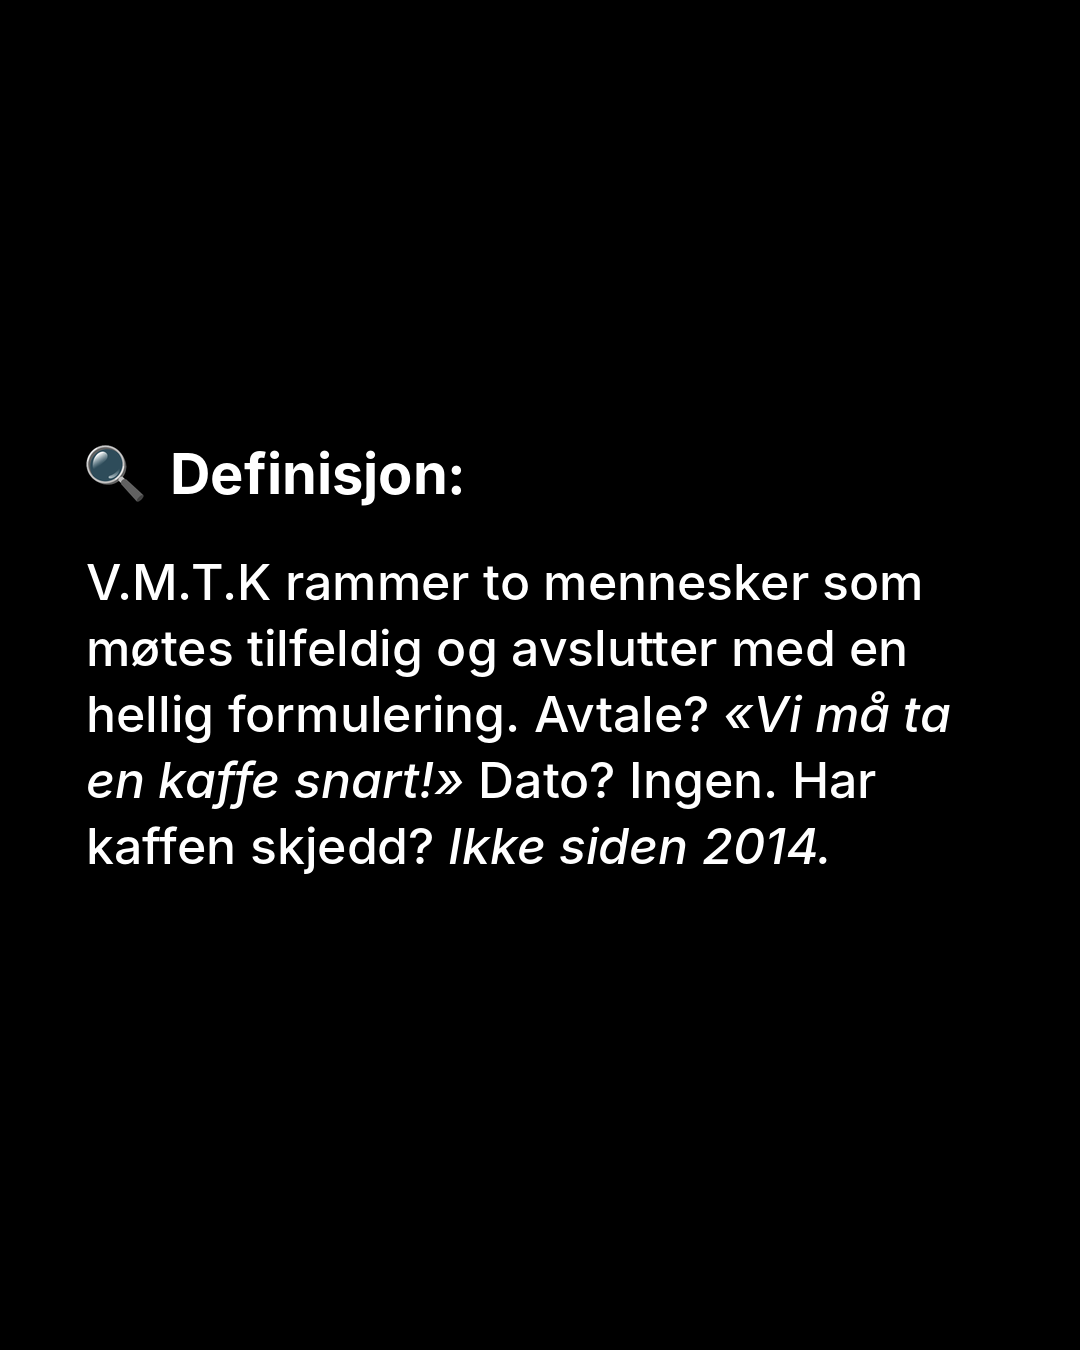 🔍 Definisjon:
V.M.T.K rammer to mennesker som
møtes tilfeldig og avslutter med en
hellig formulering. Avtale? «Vi må ta
en kaffe snart!» Dato? Ingen. Har
kaffen skjedd? Ikke siden 2014.